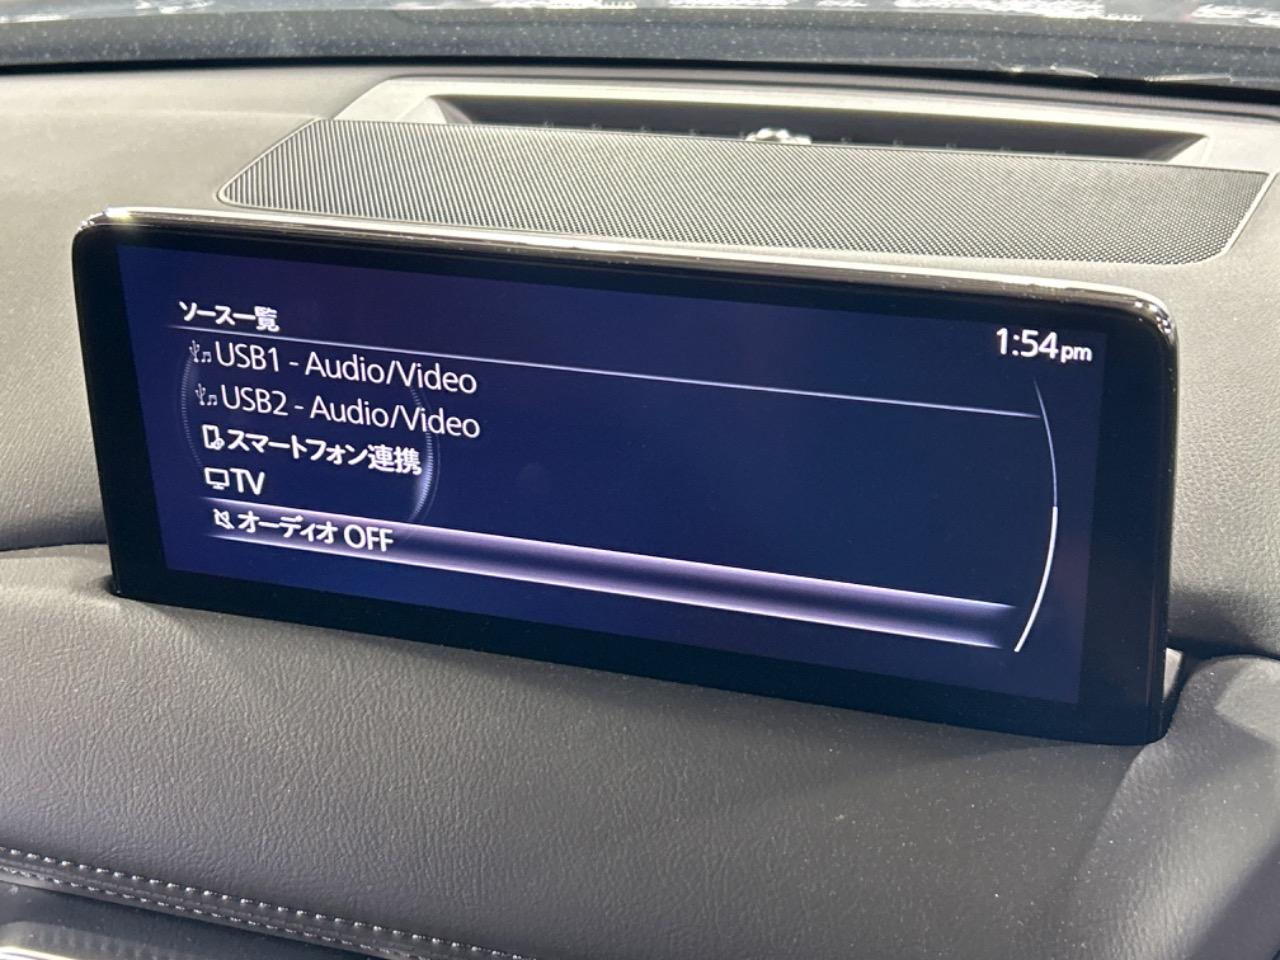 ソース一覧
1:54pm
USB1 - Audio/Video
USB2 - Audio/Video
スマートフォン連携
TV
オーディオ OFF